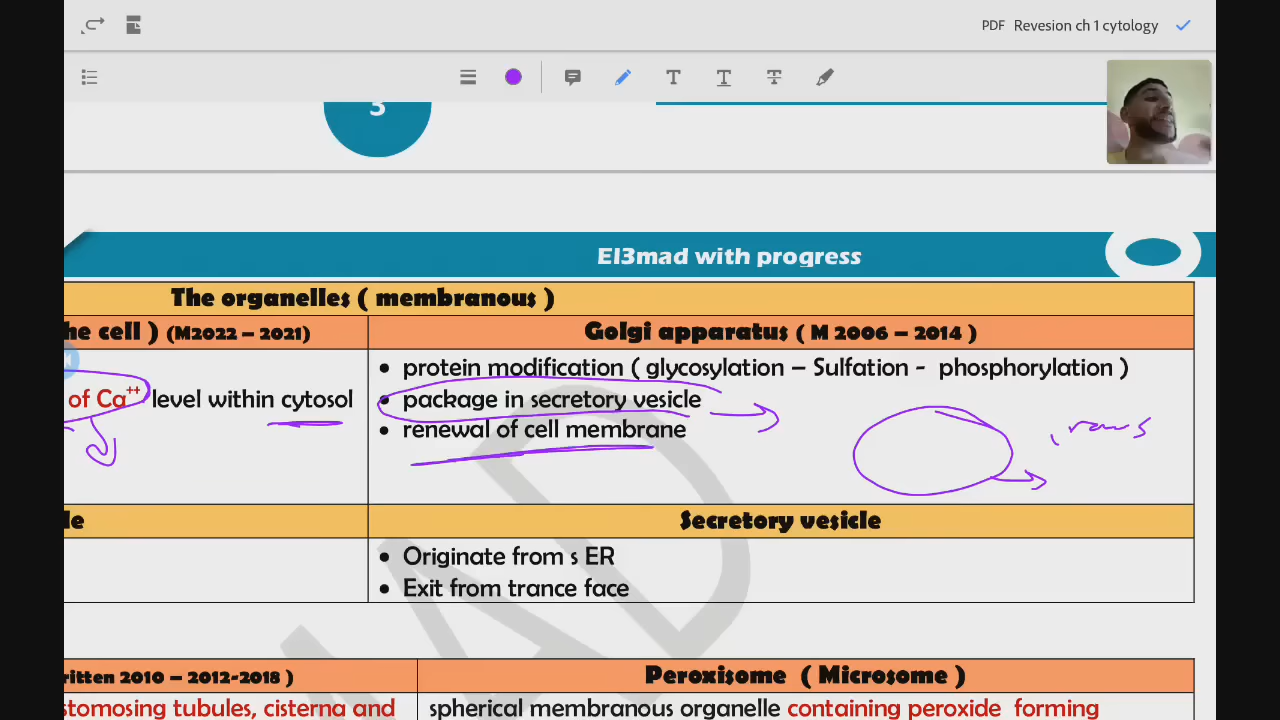 PDF Revesion ch 1 cytology
3
El3mad with progress
The organelles ( membranous )
he cell ) (M2022 – 2021)
Golgi apparatus ( M 2006 – 2014 )
of Ca++ level within cytosol
• protein modification ( glycosylation – Sulfation - phosphorylation )
• package in secretory vesicle
• renewal of cell membrane
le
Secretory vesicle
• Originate from s ER
• Exit from trance face
ritten 2010 – 2012-2018 )
Peroxisome ( Microsome )
stomosing tubules, cisterna and
spherical membranous organelle containing peroxide forming